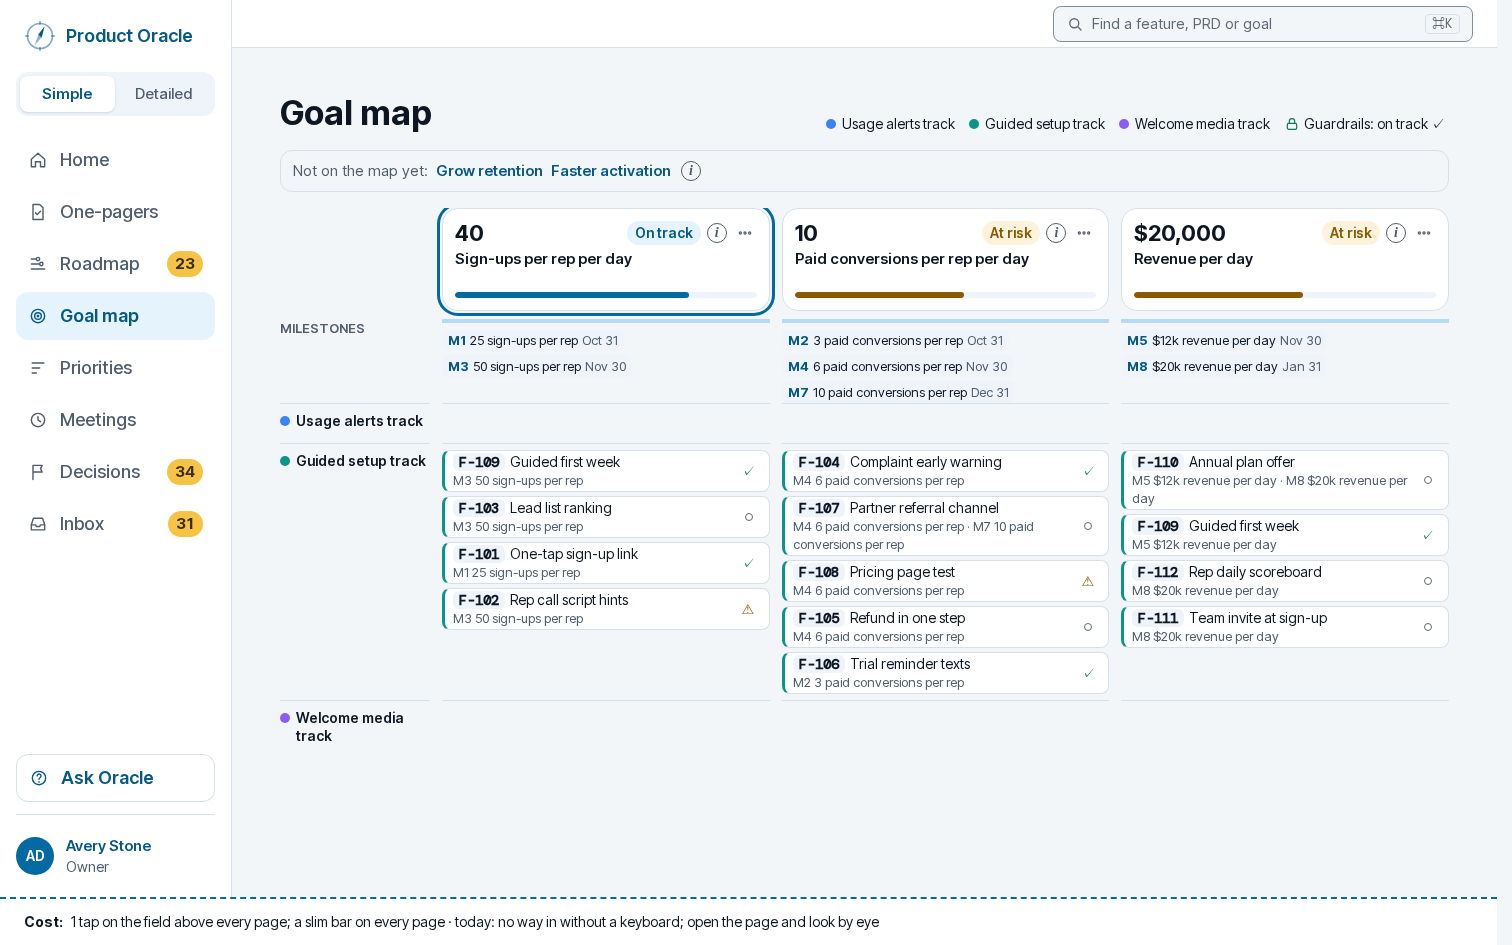 Product Oracle
Find a feature, PRD or goal
⌘K
Simple
Detailed
Home
One-pagers
Roadmap
23
Goal map
Priorities
Meetings
Decisions
34
Inbox
31
Ask Oracle
AD
Avery Stone
Owner
Goal map
Usage alerts track
Guided setup track
Welcome media track
Guardrails: on track ✓
Not on the map yet: Grow retention Faster activation i
40
On track
i
Sign-ups per rep per day
10
At risk
i
Paid conversions per rep per day
$20,000
At risk
i
Revenue per day
MILESTONES
M1 25 sign-ups per rep Oct 31
M3 50 sign-ups per rep Nov 30
M2 3 paid conversions per rep Oct 31
M4 6 paid conversions per rep Nov 30
M7 10 paid conversions per rep Dec 31
M5 $12k revenue per day Nov 30
M8 $20k revenue per day Jan 31
Usage alerts track
Guided setup track
F-109 Guided first week
M3 50 sign-ups per rep
✓
F-103 Lead list ranking
M3 50 sign-ups per rep
○
F-101 One-tap sign-up link
M1 25 sign-ups per rep
✓
F-102 Rep call script hints
M3 50 sign-ups per rep
⚠
F-104 Complaint early warning
M4 6 paid conversions per rep
✓
F-107 Partner referral channel
M4 6 paid conversions per rep · M7 10 paid
conversions per rep
○
F-108 Pricing page test
M4 6 paid conversions per rep
⚠
F-105 Refund in one step
M4 6 paid conversions per rep
○
F-106 Trial reminder texts
M2 3 paid conversions per rep
✓
F-110 Annual plan offer
M5 $12k revenue per day · M8 $20k revenue per
day
○
F-109 Guided first week
M5 $12k revenue per day
✓
F-112 Rep daily scoreboard
M8 $20k revenue per day
○
F-111 Team invite at sign-up
M8 $20k revenue per day
○
Welcome media
track
Cost: 1 tap on the field above every page; a slim bar on every page · today: no way in without a keyboard; open the page and look by eye